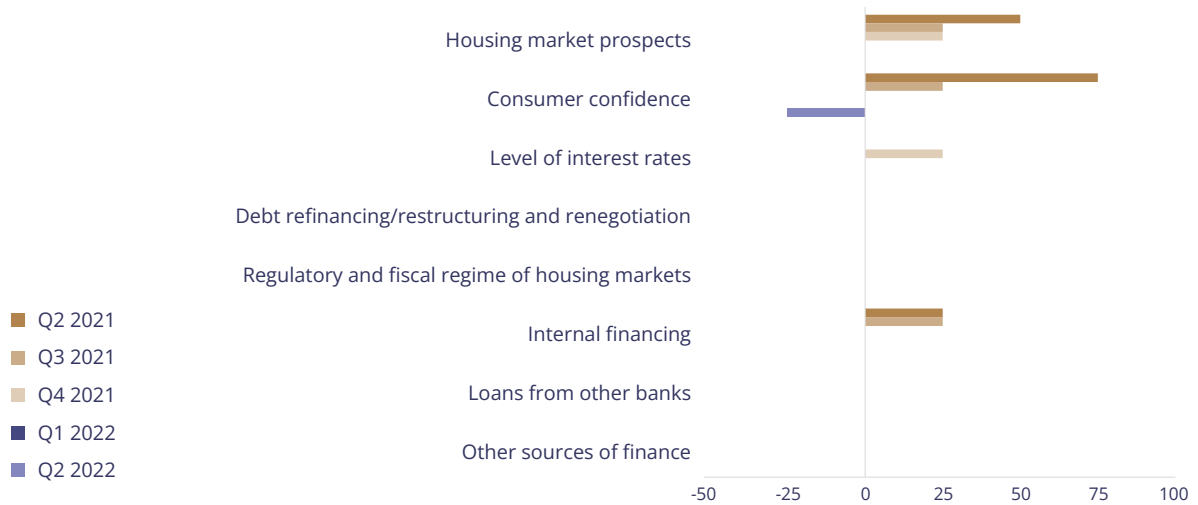 Housing market prospects
Consumer confidence
Level of interest rates
Debt refinancing/restructuring and renegotiation
Regulatory and fiscal regime of housing markets
Internal financing
Loans from other banks
Other sources of finance
Q2 2021
Q3 2021
Q4 2021
Q1 2022
Q2 2022
-50 -25 0 25 50 75 100